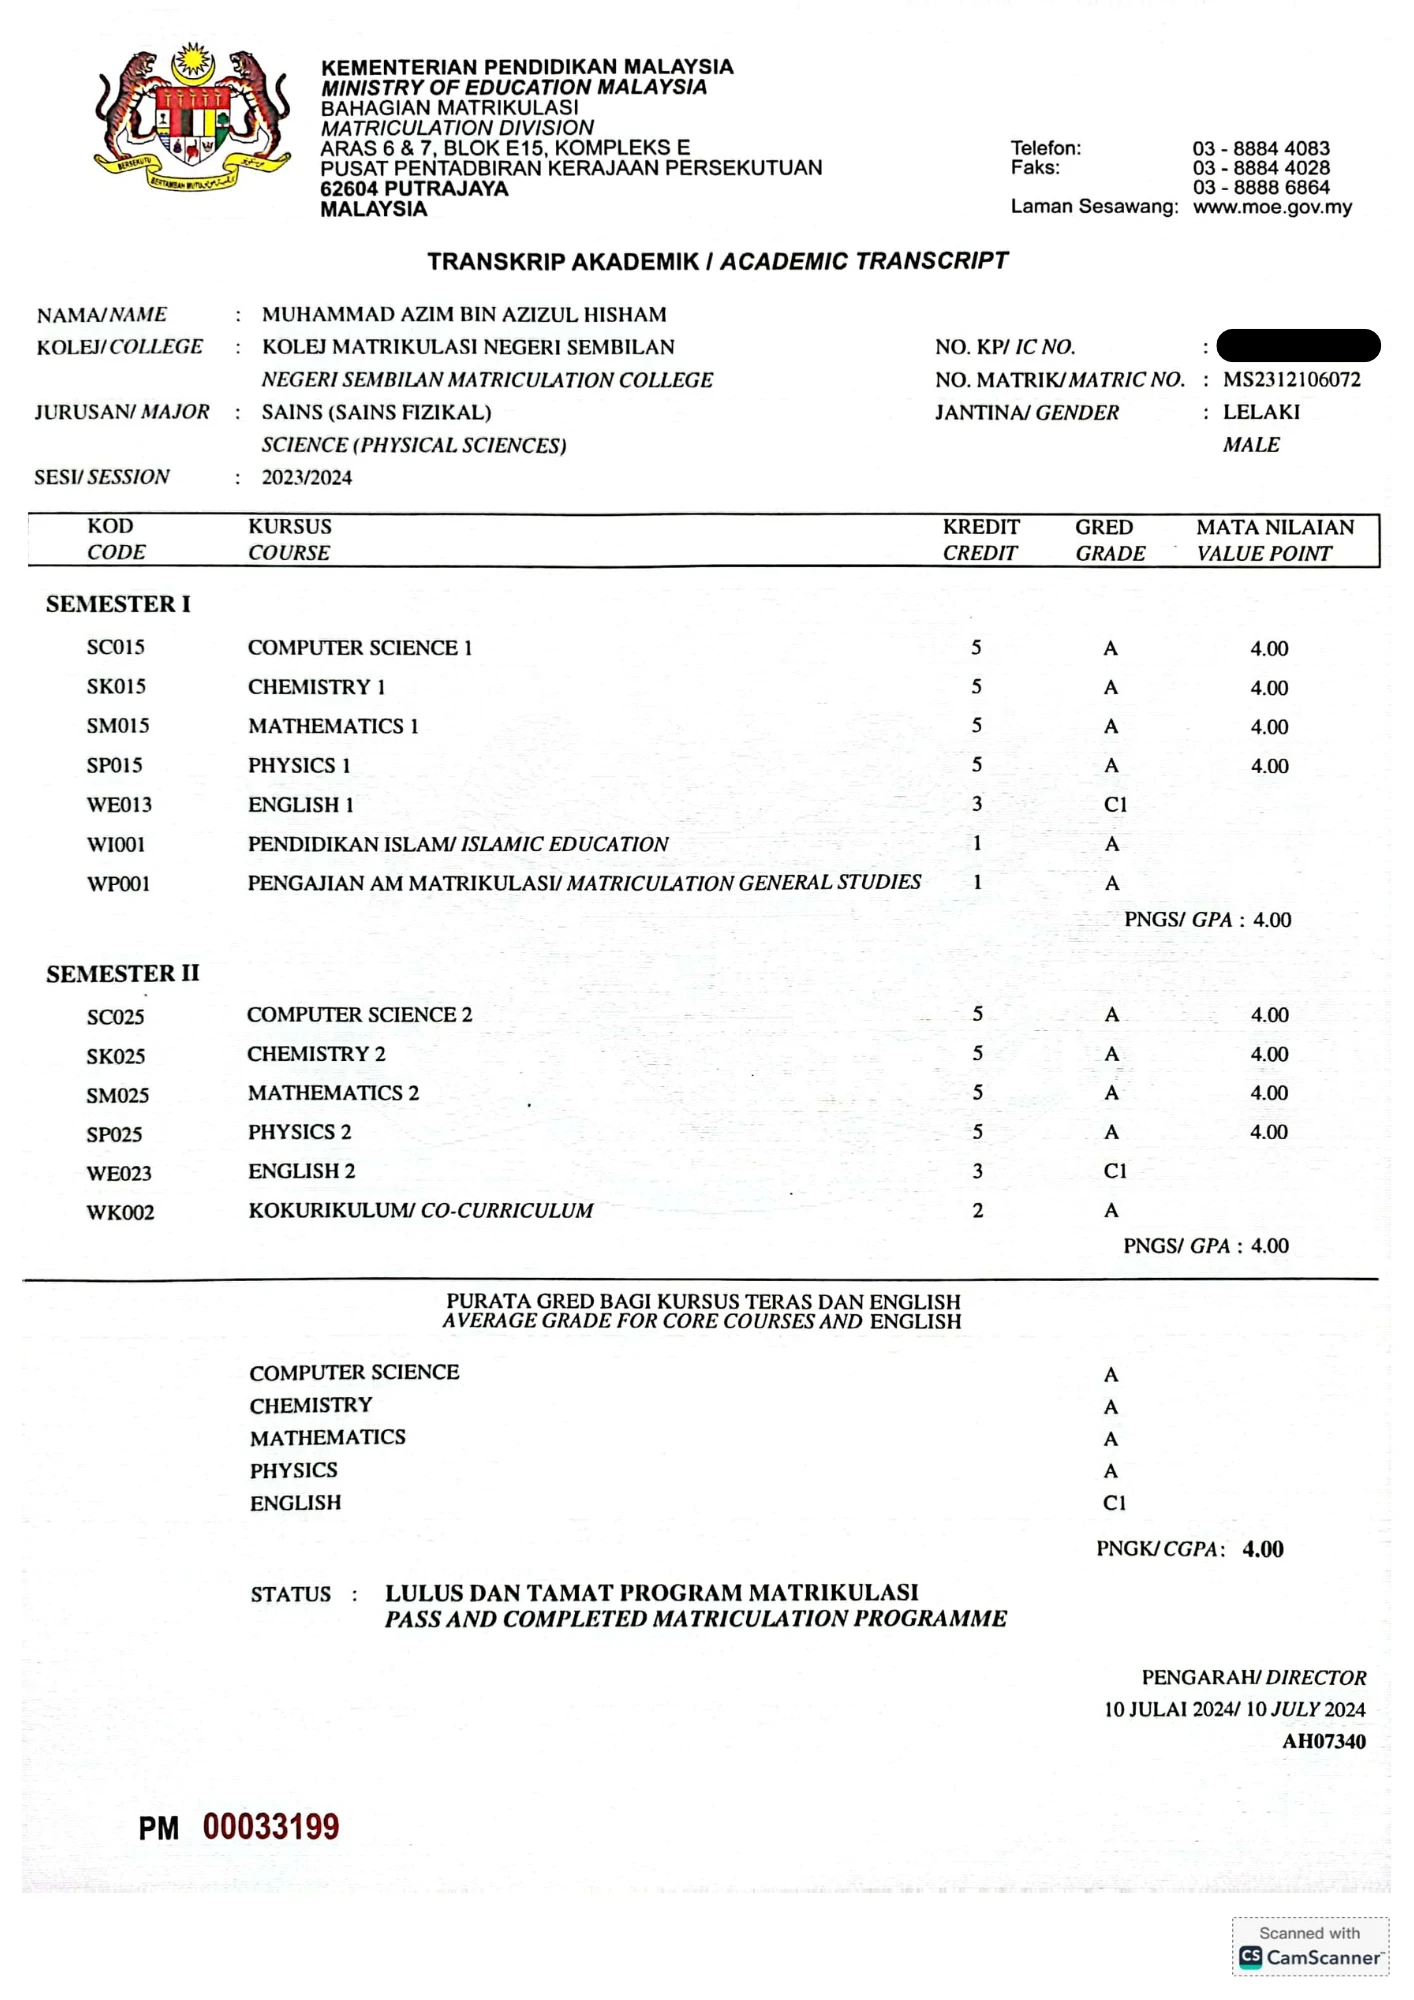 KEMENTERIAN PENDIDIKAN MALAYSIA
MINISTRY OF EDUCATION MALAYSIA
BAHAGIAN MATRIKULASI
MATRICULATION DIVISION
ARAS 6 & 7, BLOK E15, KOMPLEKS E
PUSAT PENTADBIRAN KERAJAAN PERSEKUTUAN
62604 PUTRAJAYA
MALAYSIA
Telefon: 03 - 8884 4083
Faks: 03 - 8884 4028
03 - 8888 6864
Laman Sesawang: www.moe.gov.my
BERSEKUTU
BERTAMBAH MUTU
TRANSKRIP AKADEMIK / ACADEMIC TRANSCRIPT
NAMA/ NAME : MUHAMMAD AZIM BIN AZIZUL HISHAM
KOLEJ/ COLLEGE : KOLEJ MATRIKULASI NEGERI SEMBILAN NO. KP/ IC NO. :
NEGERI SEMBILAN MATRICULATION COLLEGE NO. MATRIK/ MATRIC NO. : MS2312106072
JURUSAN/ MAJOR : SAINS (SAINS FIZIKAL) JANTINA/ GENDER : LELAKI
SCIENCE (PHYSICAL SCIENCES) MALE
SESI/ SESSION : 2023/2024
KOD KURSUS KREDIT GRED MATA NILAIAN
CODE COURSE CREDIT GRADE VALUE POINT
SEMESTER I
SC015 COMPUTER SCIENCE 1 5 A 4.00
SK015 CHEMISTRY 1 5 A 4.00
SM015 MATHEMATICS 1 5 A 4.00
SP015 PHYSICS 1 5 A 4.00
WE013 ENGLISH 1 3 C1
WI001 PENDIDIKAN ISLAM/ ISLAMIC EDUCATION 1 A
WP001 PENGAJIAN AM MATRIKULASI/ MATRICULATION GENERAL STUDIES 1 A
PNGS/ GPA : 4.00
SEMESTER II
SC025 COMPUTER SCIENCE 2 5 A 4.00
SK025 CHEMISTRY 2 5 A 4.00
SM025 MATHEMATICS 2 5 A 4.00
SP025 PHYSICS 2 5 A 4.00
WE023 ENGLISH 2 3 C1
WK002 KOKURIKULUM/ CO-CURRICULUM 2 A
PNGS/ GPA : 4.00
PURATA GRED BAGI KURSUS TERAS DAN ENGLISH
AVERAGE GRADE FOR CORE COURSES AND ENGLISH
COMPUTER SCIENCE A
CHEMISTRY A
MATHEMATICS A
PHYSICS A
ENGLISH C1
PNGK/ CGPA: 4.00
STATUS : LULUS DAN TAMAT PROGRAM MATRIKULASI
PASS AND COMPLETED MATRICULATION PROGRAMME
PENGARAH/ DIRECTOR
10 JULAI 2024/ 10 JULY 2024
AH07340
PM 00033199
Scanned with
CS CamScanner